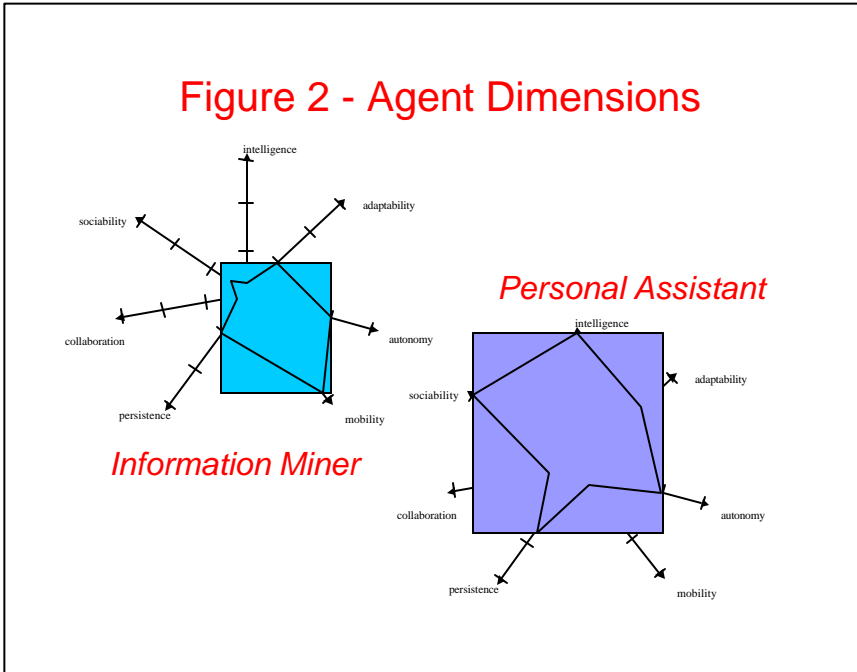 Figure 2 - Agent Dimensions
intelligence
adaptability
sociability
collaboration
autonomy
persistence
mobility
Information Miner
Personal Assistant
intelligence
adaptability
sociability
collaboration
autonomy
persistence
mobility